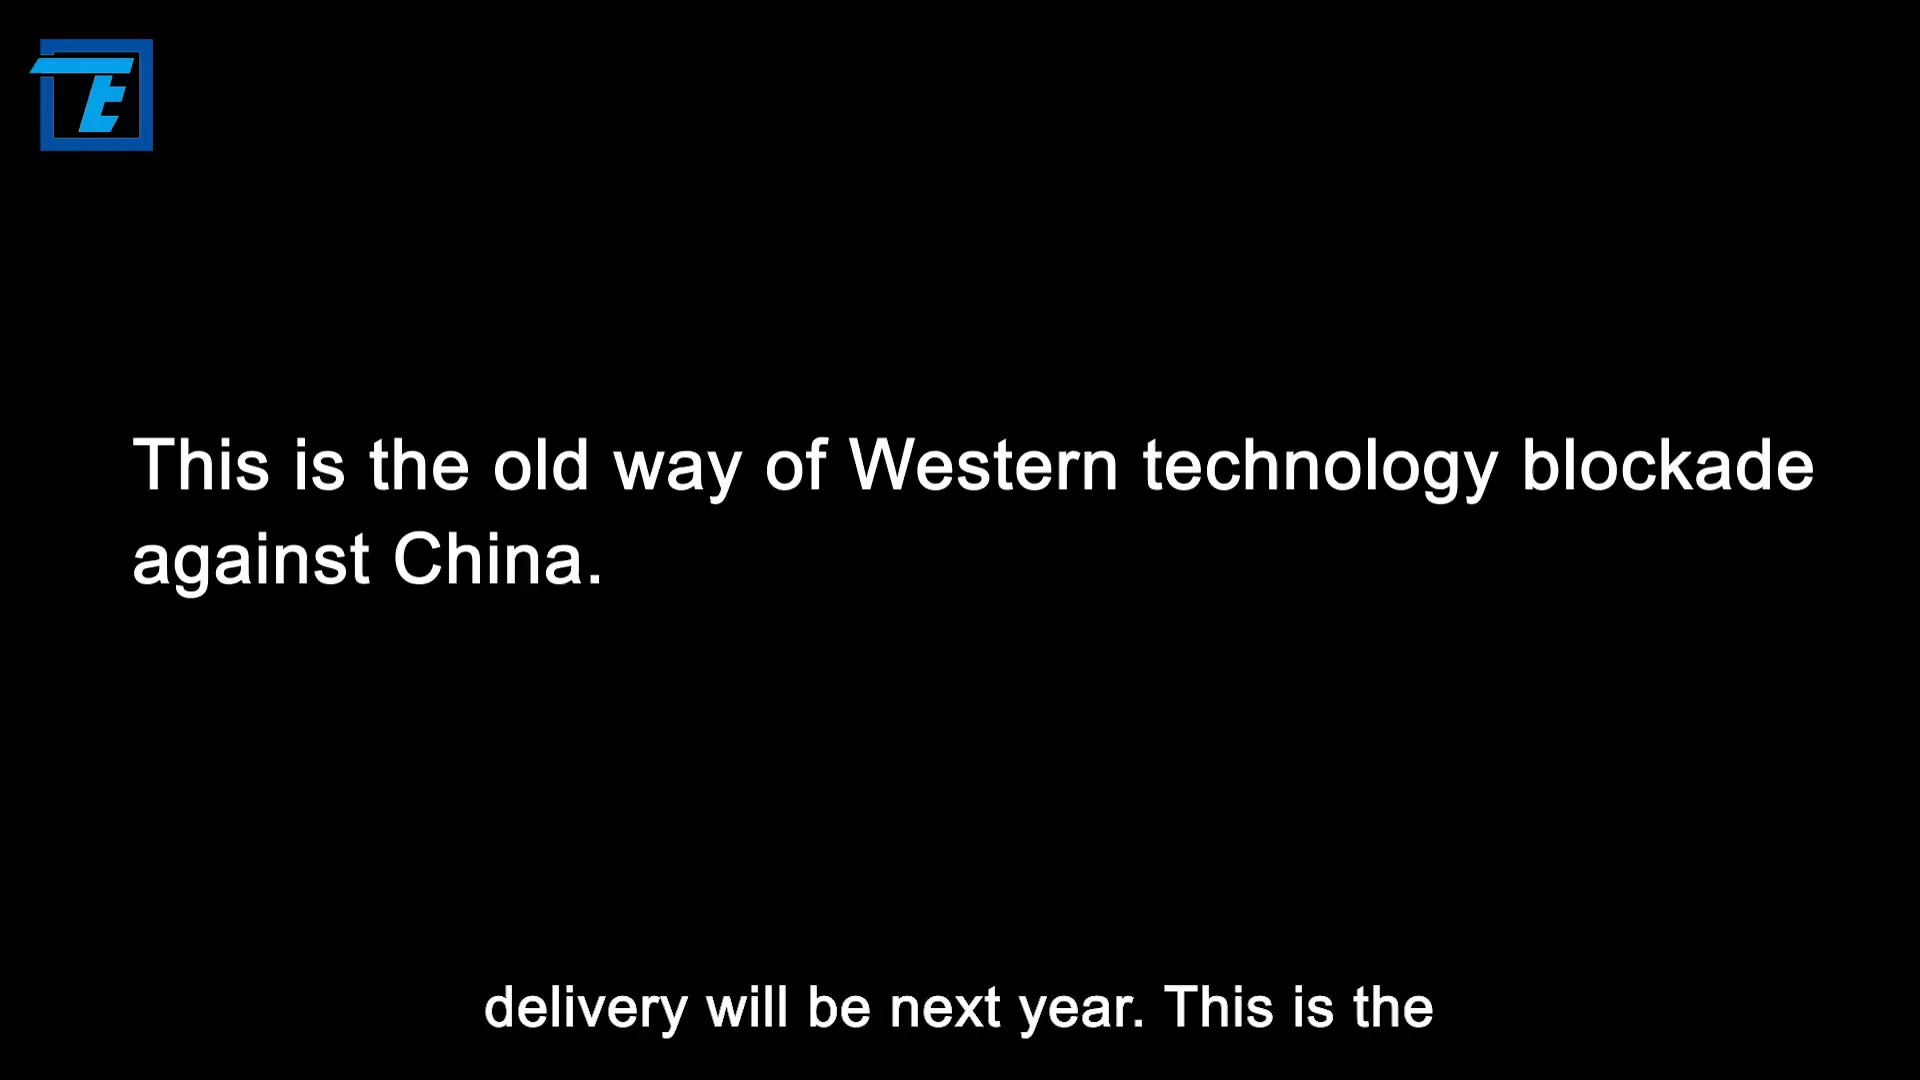 This is the old way of Western technology blockade
against China.
delivery will be next year. This is the